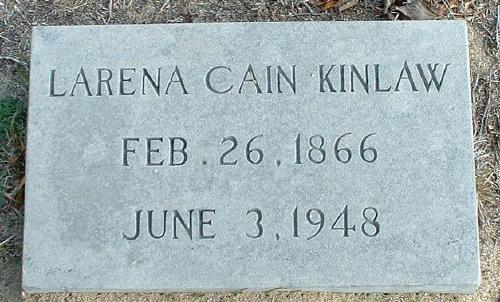 LARENA CAIN KINLAW
FEB. 26, 1866
JUNE 3, 1948